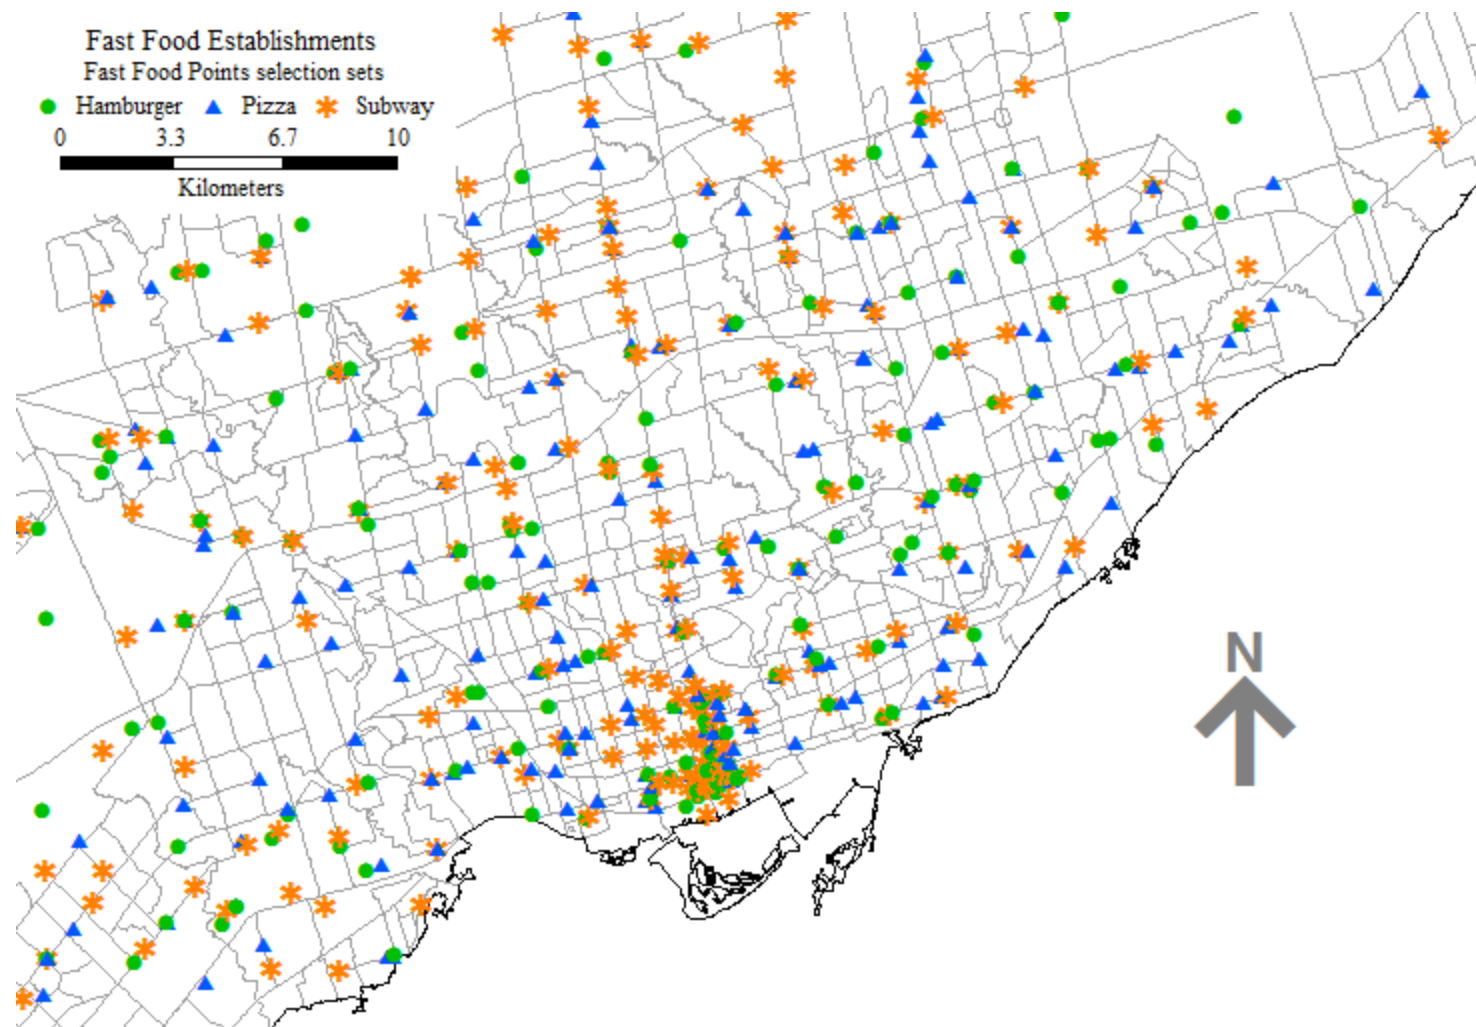 Fast Food Establishments
Fast Food Points selection sets
Hamburger Pizza Subway
0 3.3 6.7 10
Kilometers
N